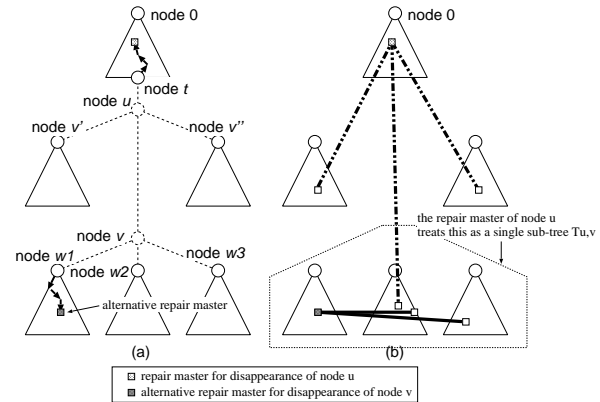 node 0
node t
node u
node v'
node v''
node v
node w1
node w2
node w3
alternative repair master
(a)
node 0
the repair master of node u
treats this as a single sub-tree Tu,v
(b)
repair master for disappearance of node u
alternative repair master for disappearance of node v